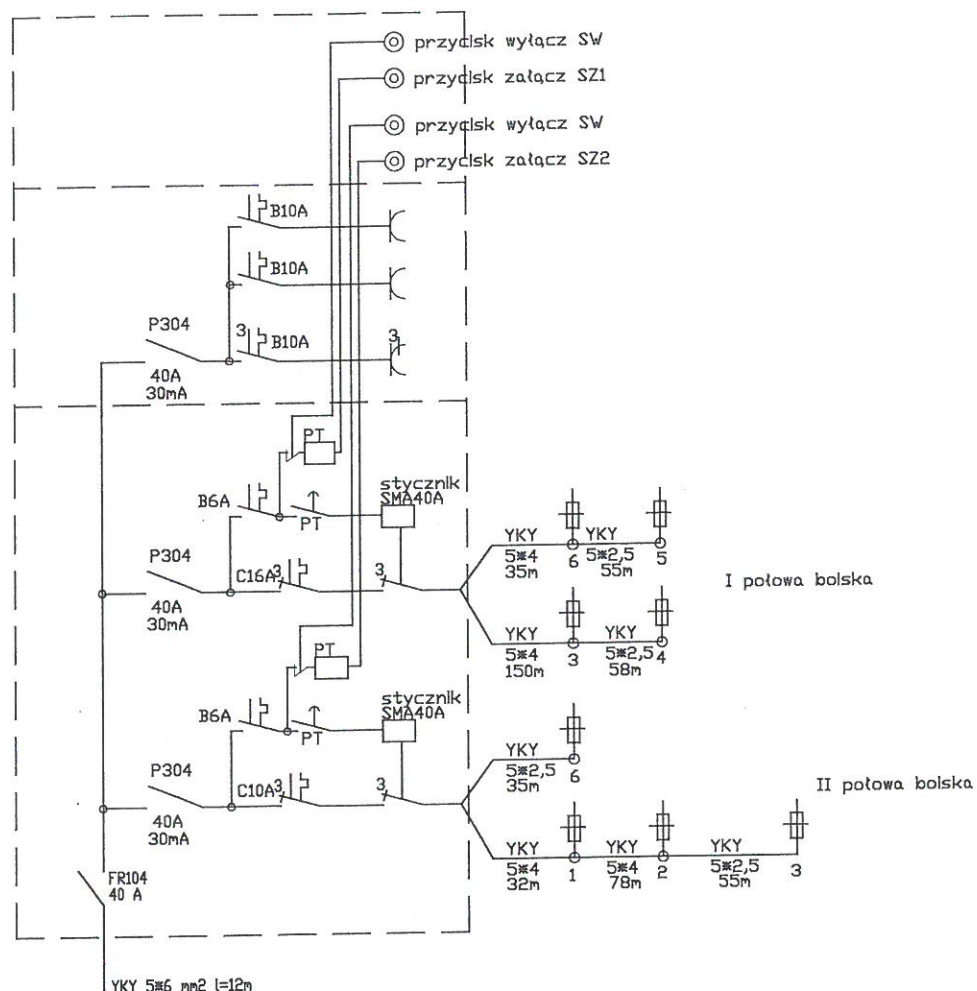 przycisk wyłącz SW
przycisk załącz SZ1
przycisk wyłącz SW
przycisk załącz SZ2
B10A
B10A
P304
3
B10A
3
40A
30mA
PT
stycznik
SMA40A
B6A
PT
YKY
5*4
35m
6
YKY
5*2,5
55m
5
P304
C16A
3
3
I połowa boiska
40A
30mA
YKY
5*4
150m
3
YKY
5*2,5
58m
4
PT
stycznik
SMA40A
B6A
PT
YKY
5*2,5
35m
6
P304
C10A
3
3
II połowa boiska
40A
30mA
YKY
5*4
32m
1
YKY
5*4
78m
2
YKY
5*2,5
55m
3
FR104
40 A
YKY 5*6 mm2 l=12m